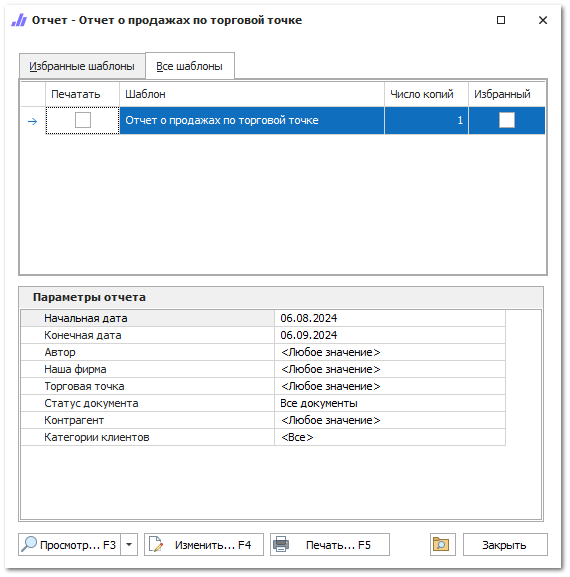 Отчет - Отчет о продажах по торговой точке
Избранные шаблоны Все шаблоны
Печатать Шаблон Число копий Избранный
Отчет о продажах по торговой точке 1
Параметры отчета
Начальная дата 06.08.2024
Конечная дата 06.09.2024
Автор <Любое значение>
Наша фирма <Любое значение>
Торговая точка <Любое значение>
Статус документа Все документы
Контрагент <Любое значение>
Категории клиентов <Все>
Просмотр... F3 Изменить... F4 Печать... F5 Закрыть